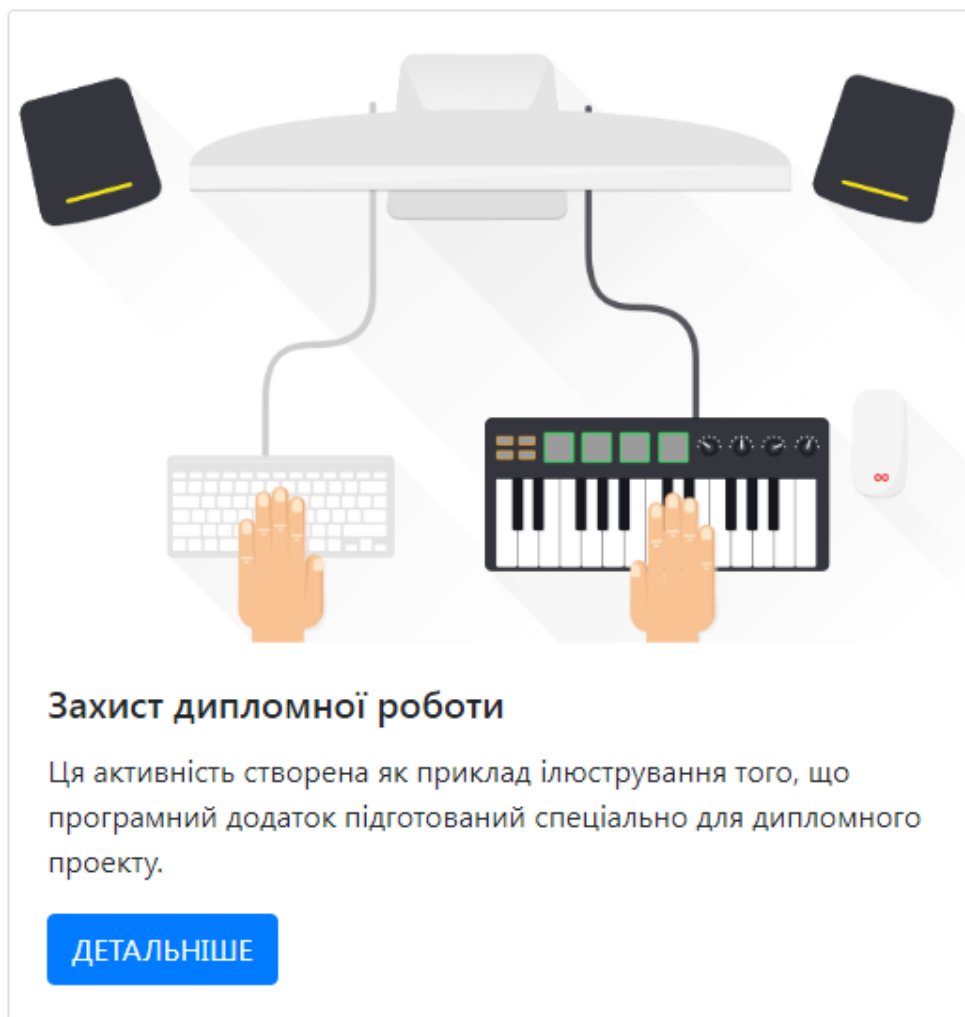 Захист дипломної роботи
Ця активність створена як приклад ілюстрування того, що
програмний додаток підготований спеціально для дипломного
проекту.
ДЕТАЛЬНІШЕ